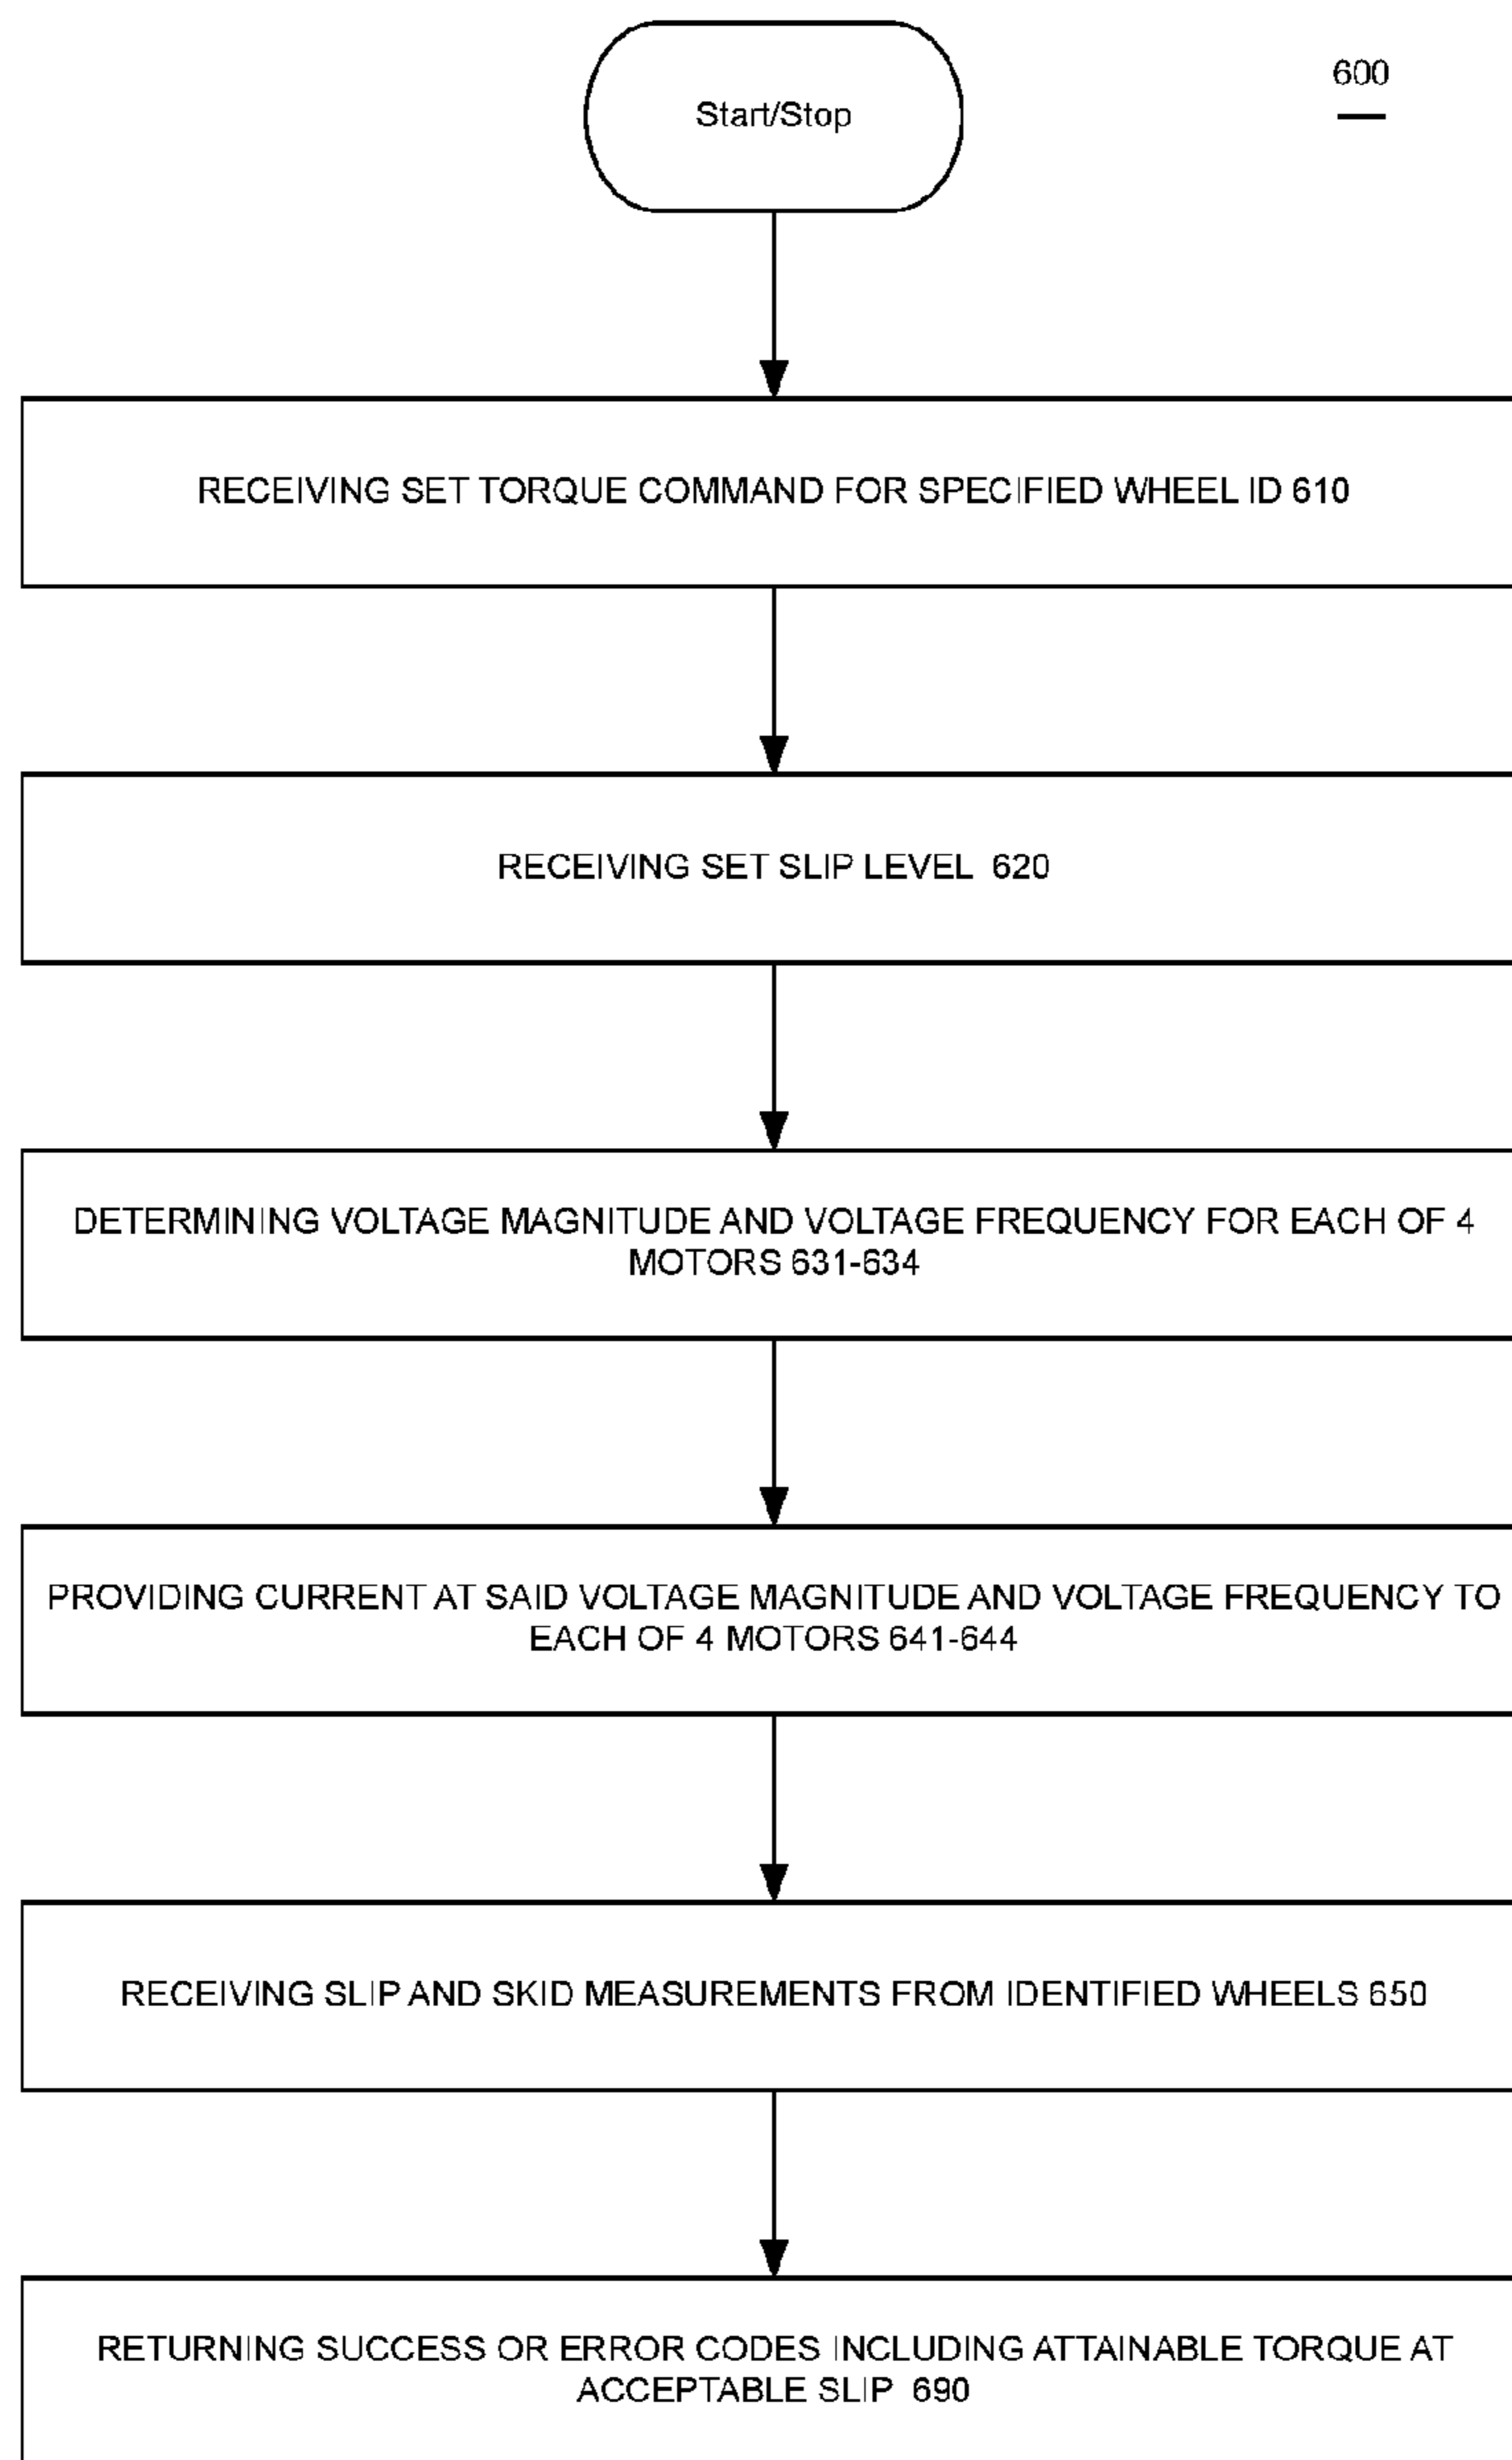 600
Start/Stop
RECEIVING SET TORQUE COMMAND FOR SPECIFIED WHEEL ID 610
RECEIVING SET SLIP LEVEL 620
DETERMINING VOLTAGE MAGNITUDE AND VOLTAGE FREQUENCY FOR EACH OF 4
MOTORS 631-634
PROVIDING CURRENT AT SAID VOLTAGE MAGNITUDE AND VOLTAGE FREQUENCY TO
EACH OF 4 MOTORS 641-644
RECEIVING SLIP AND SKID MEASUREMENTS FROM IDENTIFIED WHEELS 650
RETURNING SUCCESS OR ERROR CODES INCLUDING ATTAINABLE TORQUE AT
ACCEPTABLE SLIP 690